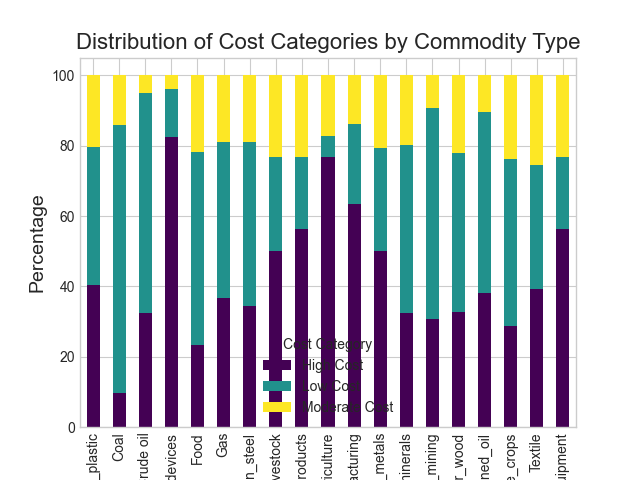 Distribution of Cost Categories by Commodity Type
Percentage
100
80
60
40
20
0
Cost Category
High Cost
Low Cost
Moderate Cost
_plastic
Coal
rude oil
devices
Food
Gas
n_steel
vestock
roducts
riculture
acturing
_metals
minerals
_mining
r_wood
ned_oil
e_crops
Textile
uipment